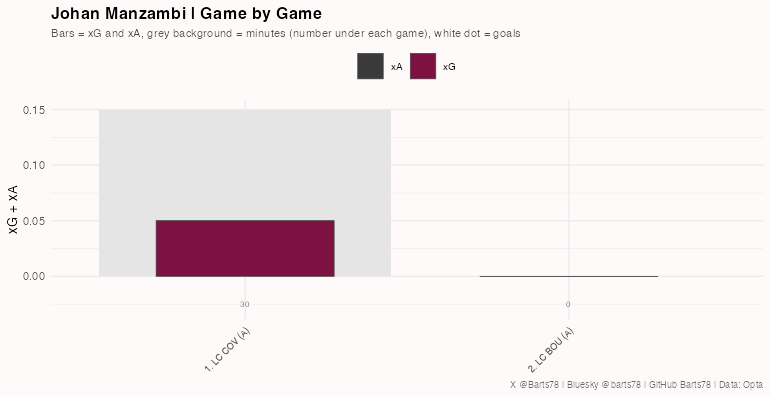 Johan Manzambi | Game by Game
Bars = xG and xA, grey background = minutes (number under each game), white dot = goals
xA
xG
xG + xA
0.15
0.10
0.05
0.00
30
0
1. LC COV (A)
2. LC BOU (A)
X @Barts78 | Bluesky @barts78 | GitHub Barts78 | Data: Opta